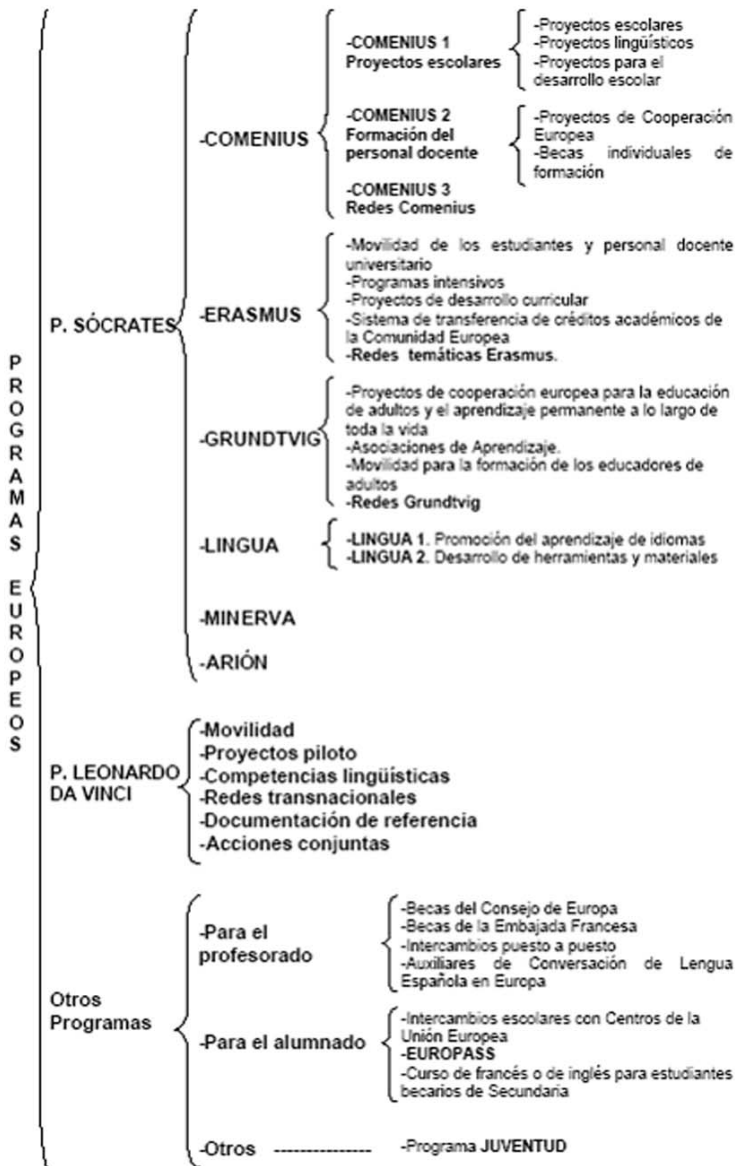 PROGRAMAS EUROPEOS
P. SÓCRATES
-COMENIUS
-COMENIUS 1
Proyectos escolares
-Proyectos escolares
-Proyectos lingüísticos
-Proyectos para el
desarrollo escolar
-COMENIUS 2
Formación del
personal docente
-Proyectos de Cooperación
Europea
-Becas individuales de
formación
-COMENIUS 3
Redes Comenius
-ERASMUS
-Movilidad de los estudiantes y personal docente
universitario
-Programas intensivos
-Proyectos de desarrollo curricular
-Sistema de transferencia de créditos académicos de
la Comunidad Europea
-Redes temáticas Erasmus.
-GRUNDTVIG
-Proyectos de cooperación europea para la educación
de adultos y el aprendizaje permanente a lo largo de
toda la vida
-Asociaciones de Aprendizaje.
-Movilidad para la formación de los educadores de
adultos
-Redes Grundtvig
-LINGUA
-LINGUA 1. Promoción del aprendizaje de idiomas
-LINGUA 2. Desarrollo de herramientas y materiales
-MINERVA
-ARIÓN
P. LEONARDO
DA VINCI
-Movilidad
-Proyectos piloto
-Competencias lingüísticas
-Redes transnacionales
-Documentación de referencia
-Acciones conjuntas
Otros
Programas
-Para el
profesorado
-Becas del Consejo de Europa
-Becas de la Embajada Francesa
-Intercambios puesto a puesto
-Auxiliares de Conversación de Lengua
Española en Europa
-Para el alumnado
-Intercambios escolares con Centros de la
Unión Europea
-EUROPASS
-Curso de francés o de inglés para estudiantes
becarios de Secundaria
-Otros ---------------
-Programa JUVENTUD